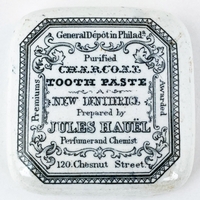 General Depôt in Philada.
Purified
CHARCOAL
TOOTH PASTE
A
NEW DENTIFRICE
Prepared by
JULES HAUËL
Perfumer and Chemist
120. Chesnut Street.
Premiums
Awarded